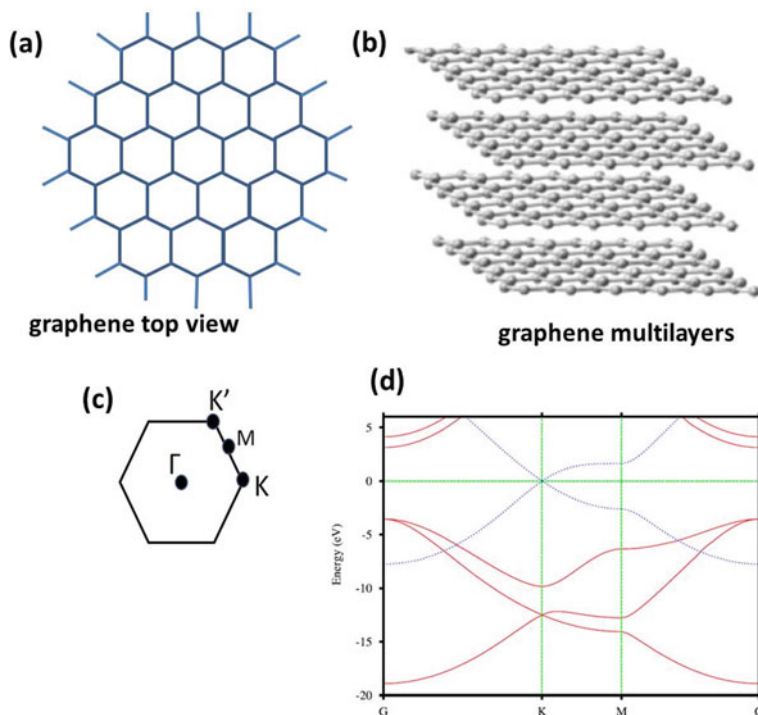 (a)
(b)
graphene top view
graphene multilayers
(c)
K’
M
Γ
K
(d)
5
0
-5
-10
-15
-20
Energy (eV)
G
K
M